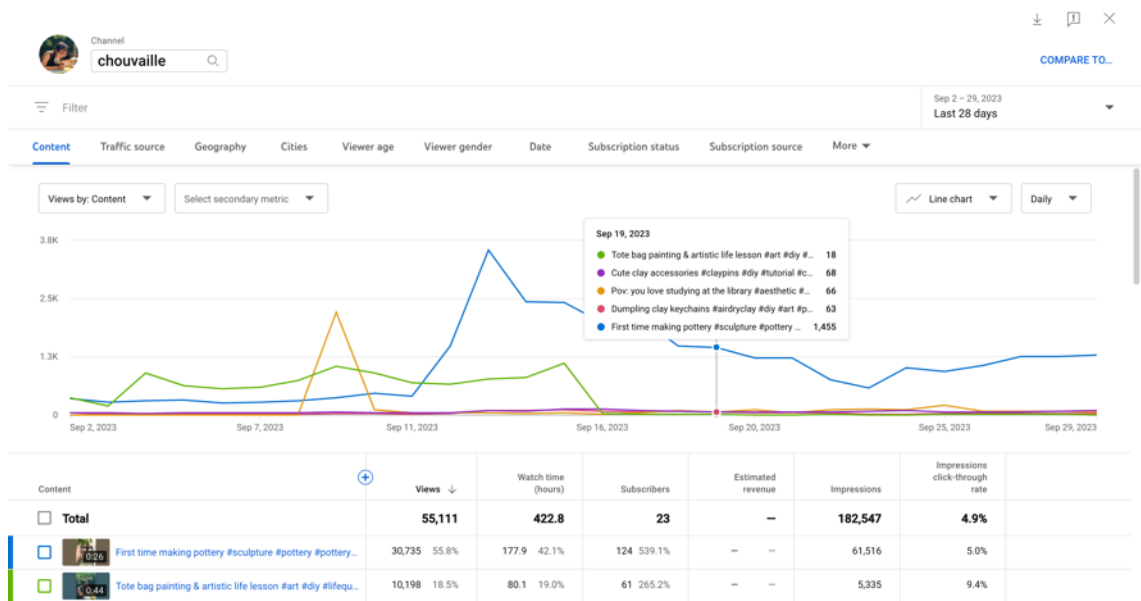 Channel
chouvaille
COMPARE TO...
Filter
Sep 2 – 29, 2023
Last 28 days
Content Traffic source Geography Cities Viewer age Viewer gender Date Subscription status Subscription source More
Views by: Content Select secondary metric Line chart Daily
Sep 19, 2023
Tote bag painting & artistic life lesson #art #diy #... 18
Cute clay accessories #claypins #diy #tutorial #c... 68
Pov: you love studying at the library #aesthetic #... 66
Dumpling clay keychains #airdryclay #diy #art #p... 63
First time making pottery #sculpture #pottery ... 1,455
3.8K
2.5K
1.3K
0
Sep 2, 2023 Sep 7, 2023 Sep 11, 2023 Sep 16, 2023 Sep 20, 2023 Sep 25, 2023 Sep 29, 2023
Content Views Watch time (hours) Subscribers Estimated revenue Impressions Impressions click-through rate
Total 55,111 422.8 23 — 182,547 4.9%
0:26 First time making pottery #sculpture #pottery #pottery... 30,735 55.8% 177.9 42.1% 124 539.1% — — 61,516 5.0%
0:44 Tote bag painting & artistic life lesson #art #diy #lifequ... 10,198 18.5% 80.1 19.0% 61 265.2% — — 5,335 9.4%